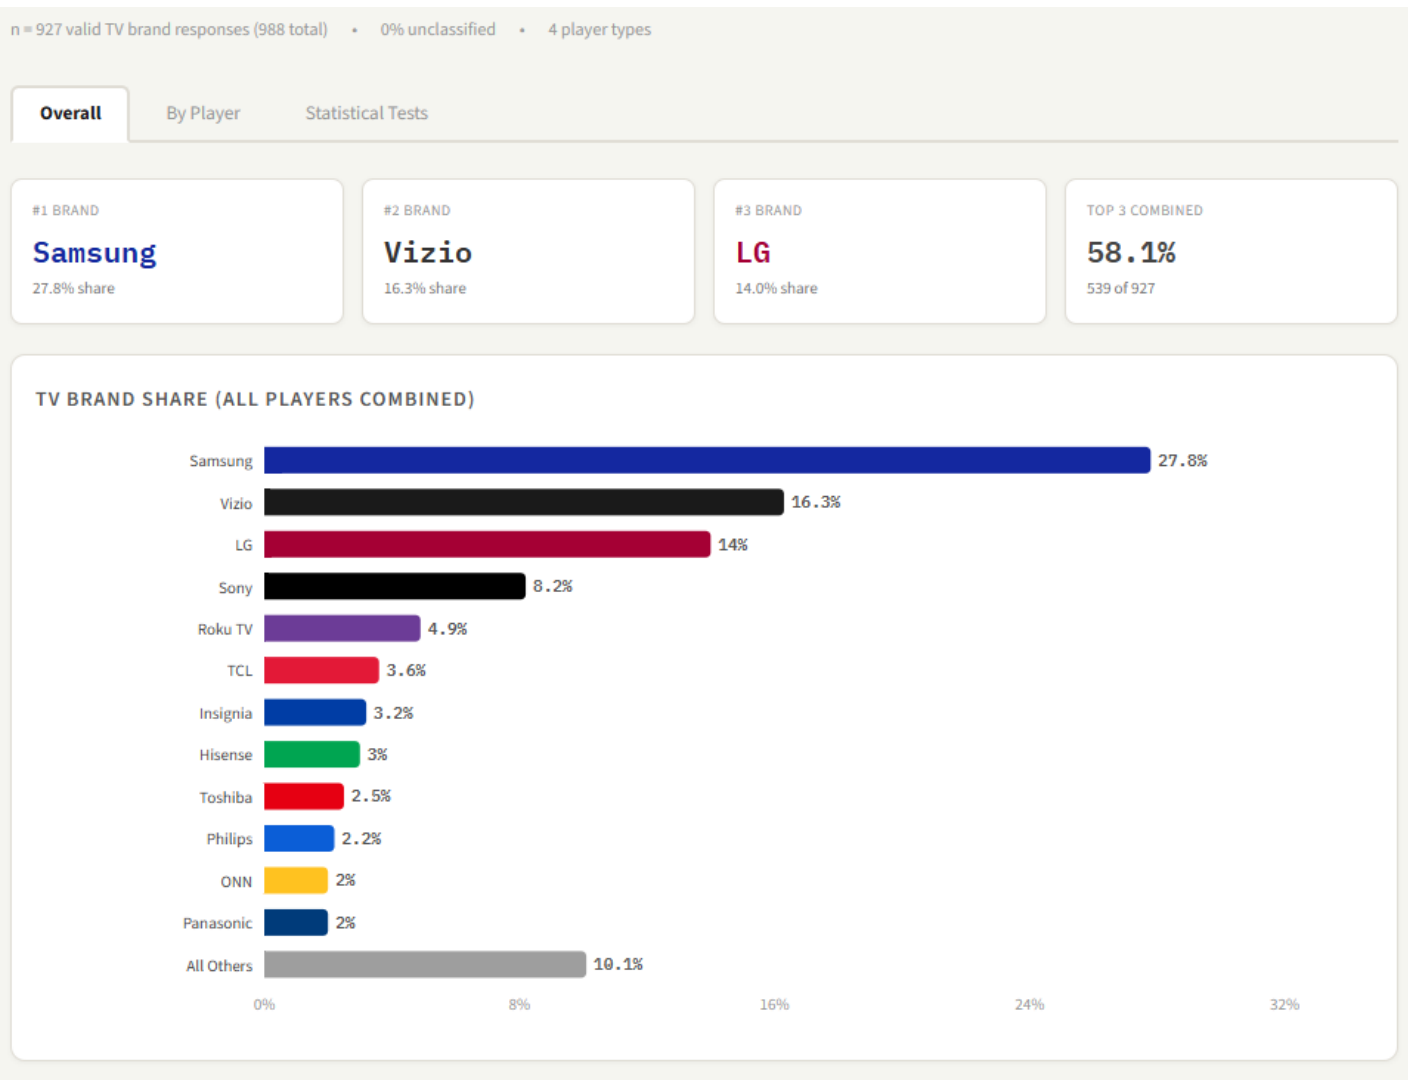 n = 927 valid TV brand responses (988 total) • 0% unclassified • 4 player types
Overall By Player Statistical Tests
#1 BRAND
Samsung
27.8% share
#2 BRAND
Vizio
16.3% share
#3 BRAND
LG
14.0% share
TOP 3 COMBINED
58.1%
539 of 927
TV BRAND SHARE (ALL PLAYERS COMBINED)
Samsung 27.8%
Vizio 16.3%
LG 14%
Sony 8.2%
Roku TV 4.9%
TCL 3.6%
Insignia 3.2%
Hisense 3%
Toshiba 2.5%
Philips 2.2%
ONN 2%
Panasonic 2%
All Others 10.1%
0% 8% 16% 24% 32%